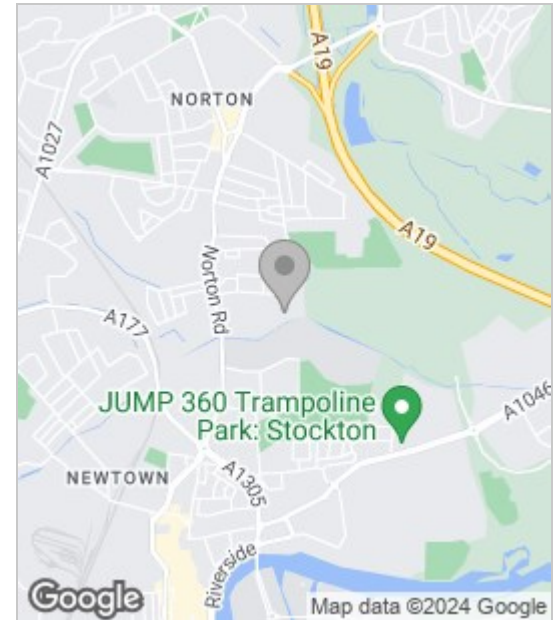 A19
NORTON
A1027
A19
Norton Rd
A177
JUMP 360 Trampoline
Park: Stockton
A1046
NEWTOWN
A1305
Riverside
Google
Map data ©2024 Google